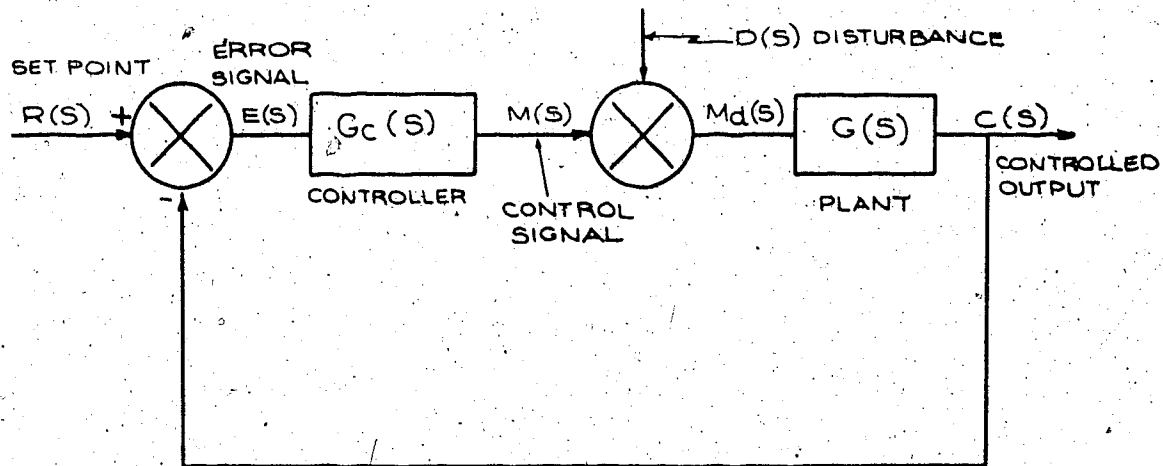 D(S) DISTURBANCE
SET POINT
ERROR
SIGNAL
R(S) +
E(S)
Gc(S)
M(S)
Md(S)
G(S)
C(S)
-
CONTROLLER
CONTROL
SIGNAL
PLANT
CONTROLLED
OUTPUT